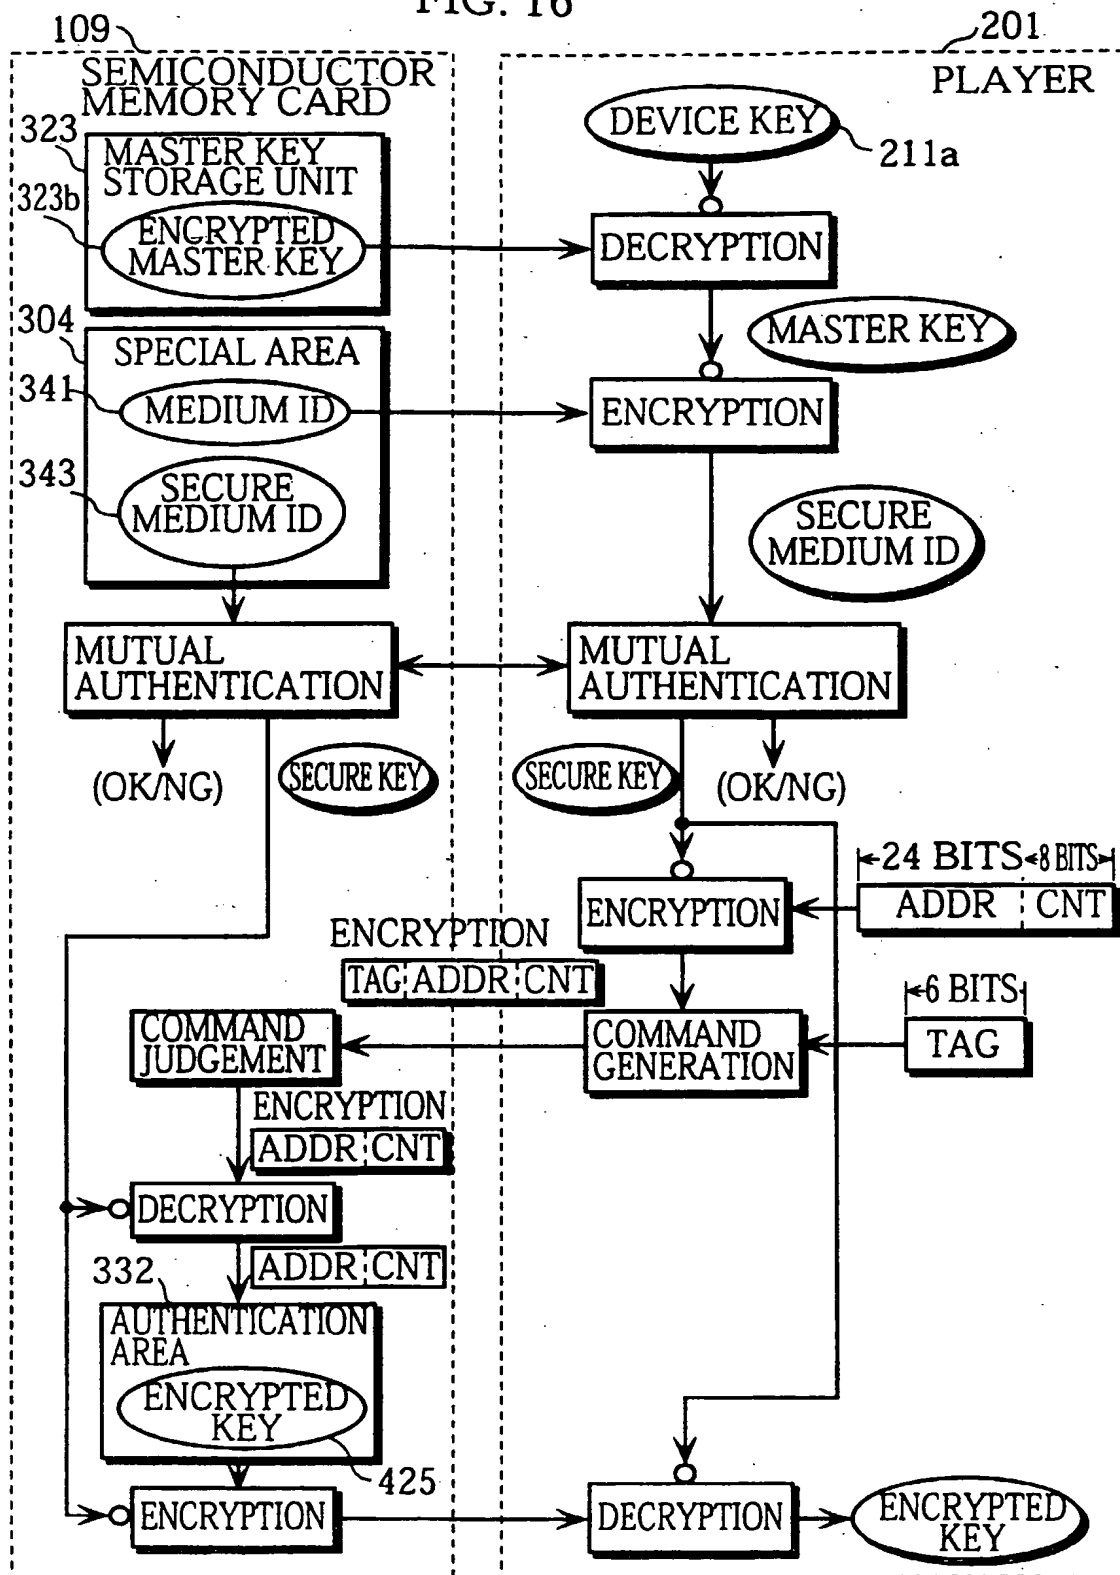 FIG. 16
109
201
SEMICONDUCTOR
MEMORY CARD
PLAYER
323
MASTER KEY
STORAGE UNIT
323b
ENCRYPTED
MASTER KEY
DEVICE KEY
211a
DECRYPTION
MASTER KEY
304
SPECIAL AREA
341
MEDIUM ID
ENCRYPTION
343
SECURE
MEDIUM ID
SECURE
MEDIUM ID
MUTUAL
AUTHENTICATION
MUTUAL
AUTHENTICATION
(OK/NG)
SECURE KEY
SECURE KEY
(OK/NG)
24 BITS
8 BITS
ENCRYPTION
ADDR CNT
ENCRYPTION
TAG ADDR CNT
6 BITS
COMMAND
JUDGEMENT
COMMAND
GENERATION
TAG
ENCRYPTION
ADDR CNT
DECRYPTION
ADDR CNT
332
AUTHENTICATION
AREA
ENCRYPTED
KEY
425
ENCRYPTION
DECRYPTION
ENCRYPTED
KEY